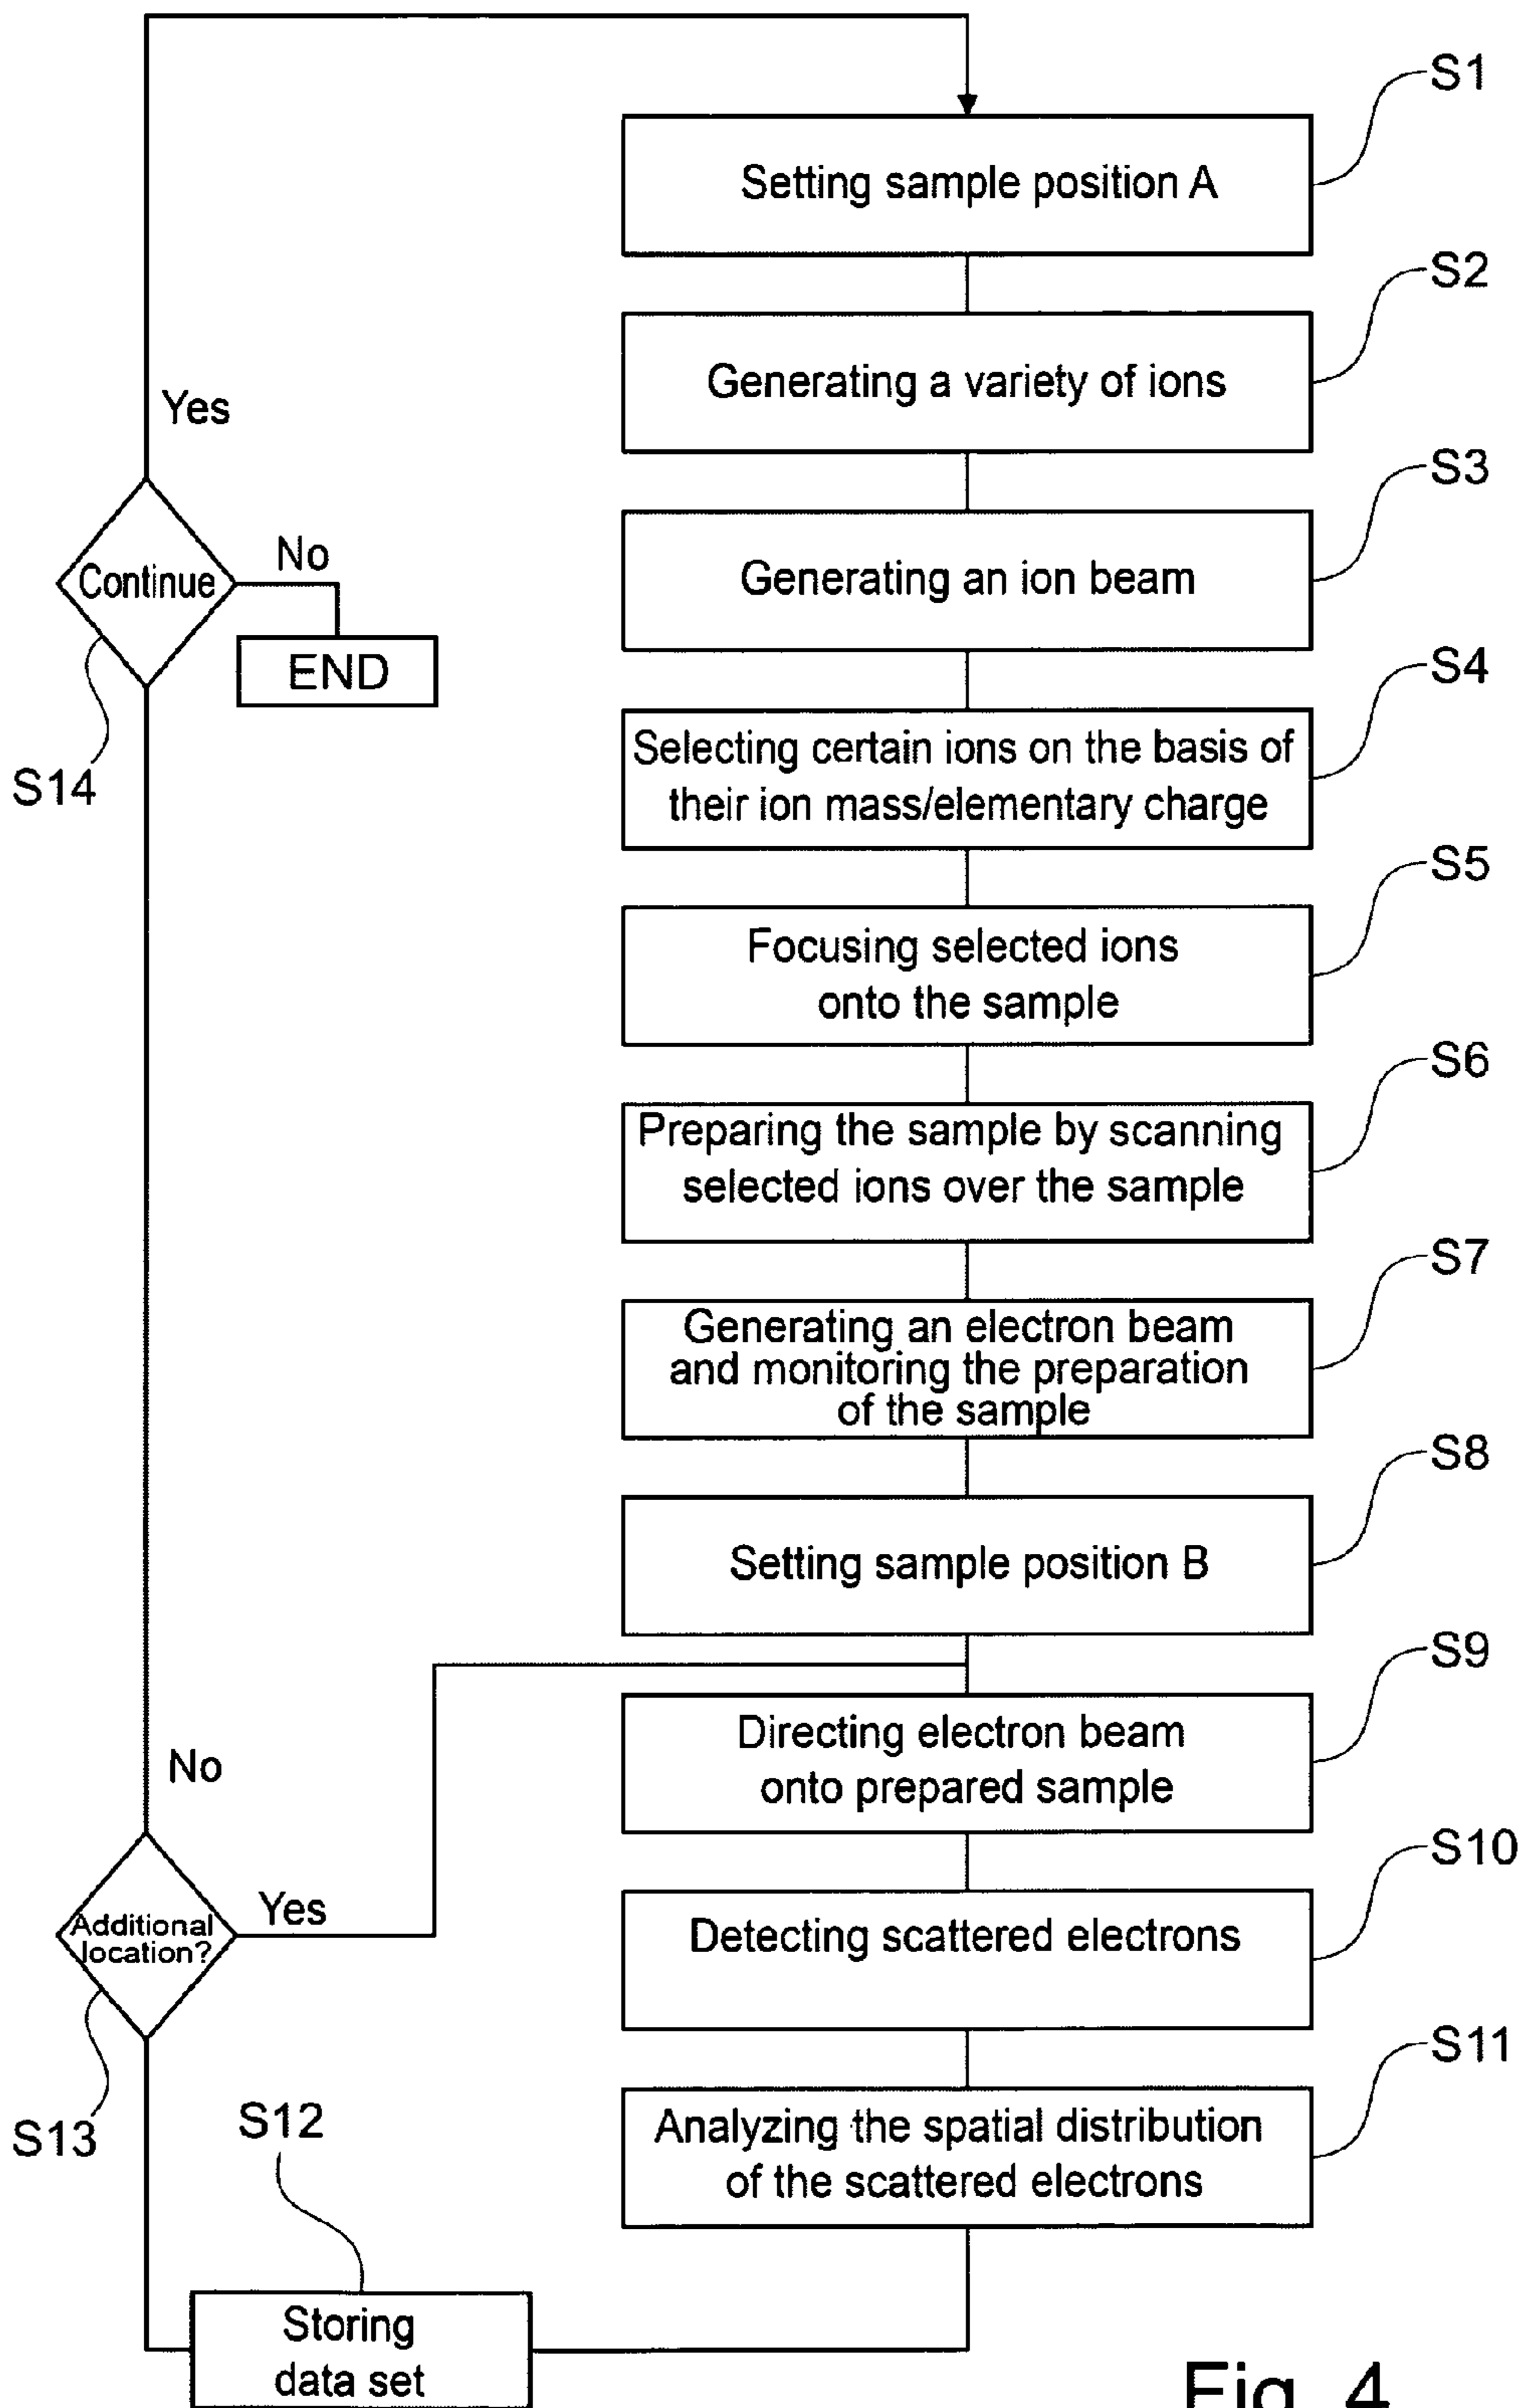 S1
Setting sample position A
S2
Generating a variety of ions
Yes
S3
No
Continue
Generating an ion beam
END
S4
Selecting certain ions on the basis of
their ion mass/elementary charge
S14
S5
Focusing selected ions
onto the sample
S6
Preparing the sample by scanning
selected ions over the sample
S7
Generating an electron beam
and monitoring the preparation
of the sample
S8
Setting sample position B
S9
Directing electron beam
onto prepared sample
No
S10
Additional
location?
Yes
Detecting scattered electrons
S11
S13
S12
Analyzing the spatial distribution
of the scattered electrons
Storing
data set
Fig. 4